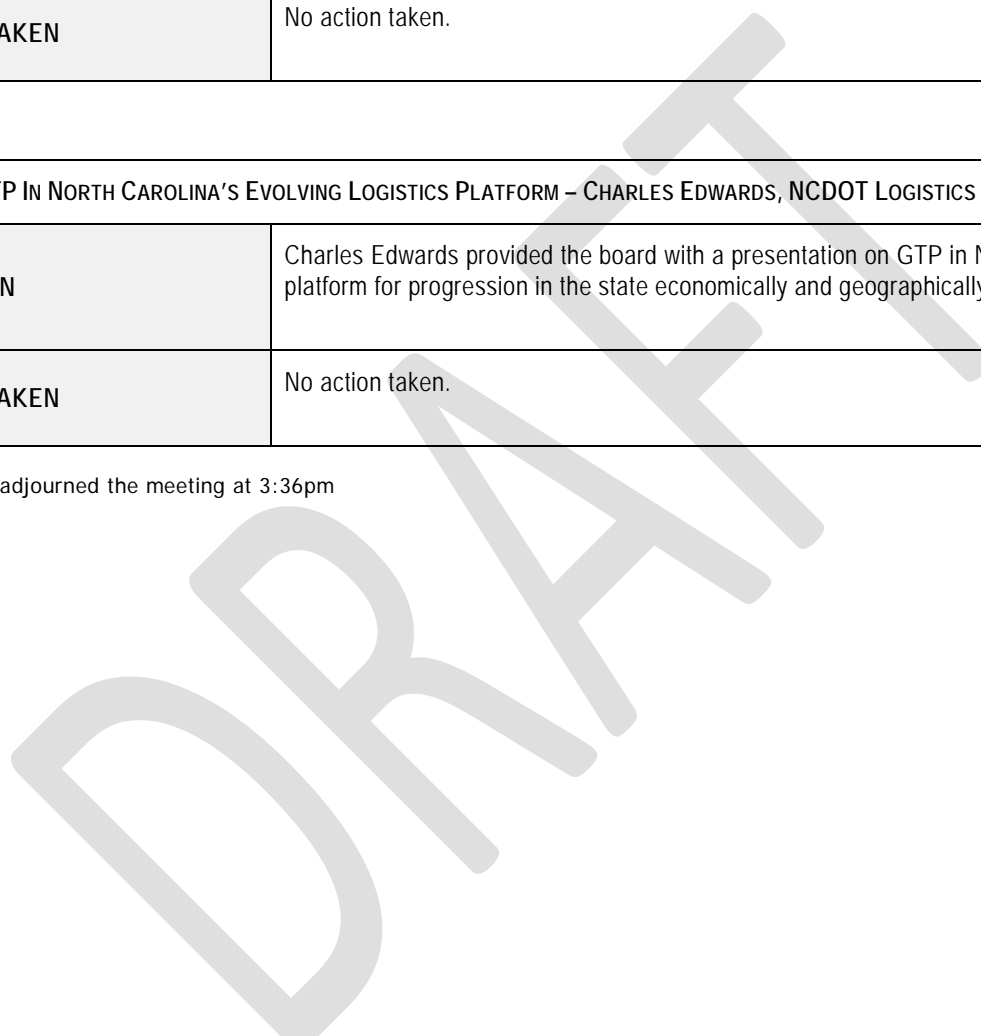 AKEN
No action taken.
TP IN NORTH CAROLINA'S EVOLVING LOGISTICS PLATFORM – CHARLES EDWARDS, NCDOT LOGISTICS
N
Charles Edwards provided the board with a presentation on GTP in N
platform for progression in the state economically and geographically
AKEN
No action taken.
adjourned the meeting at 3:36pm
DRAFT